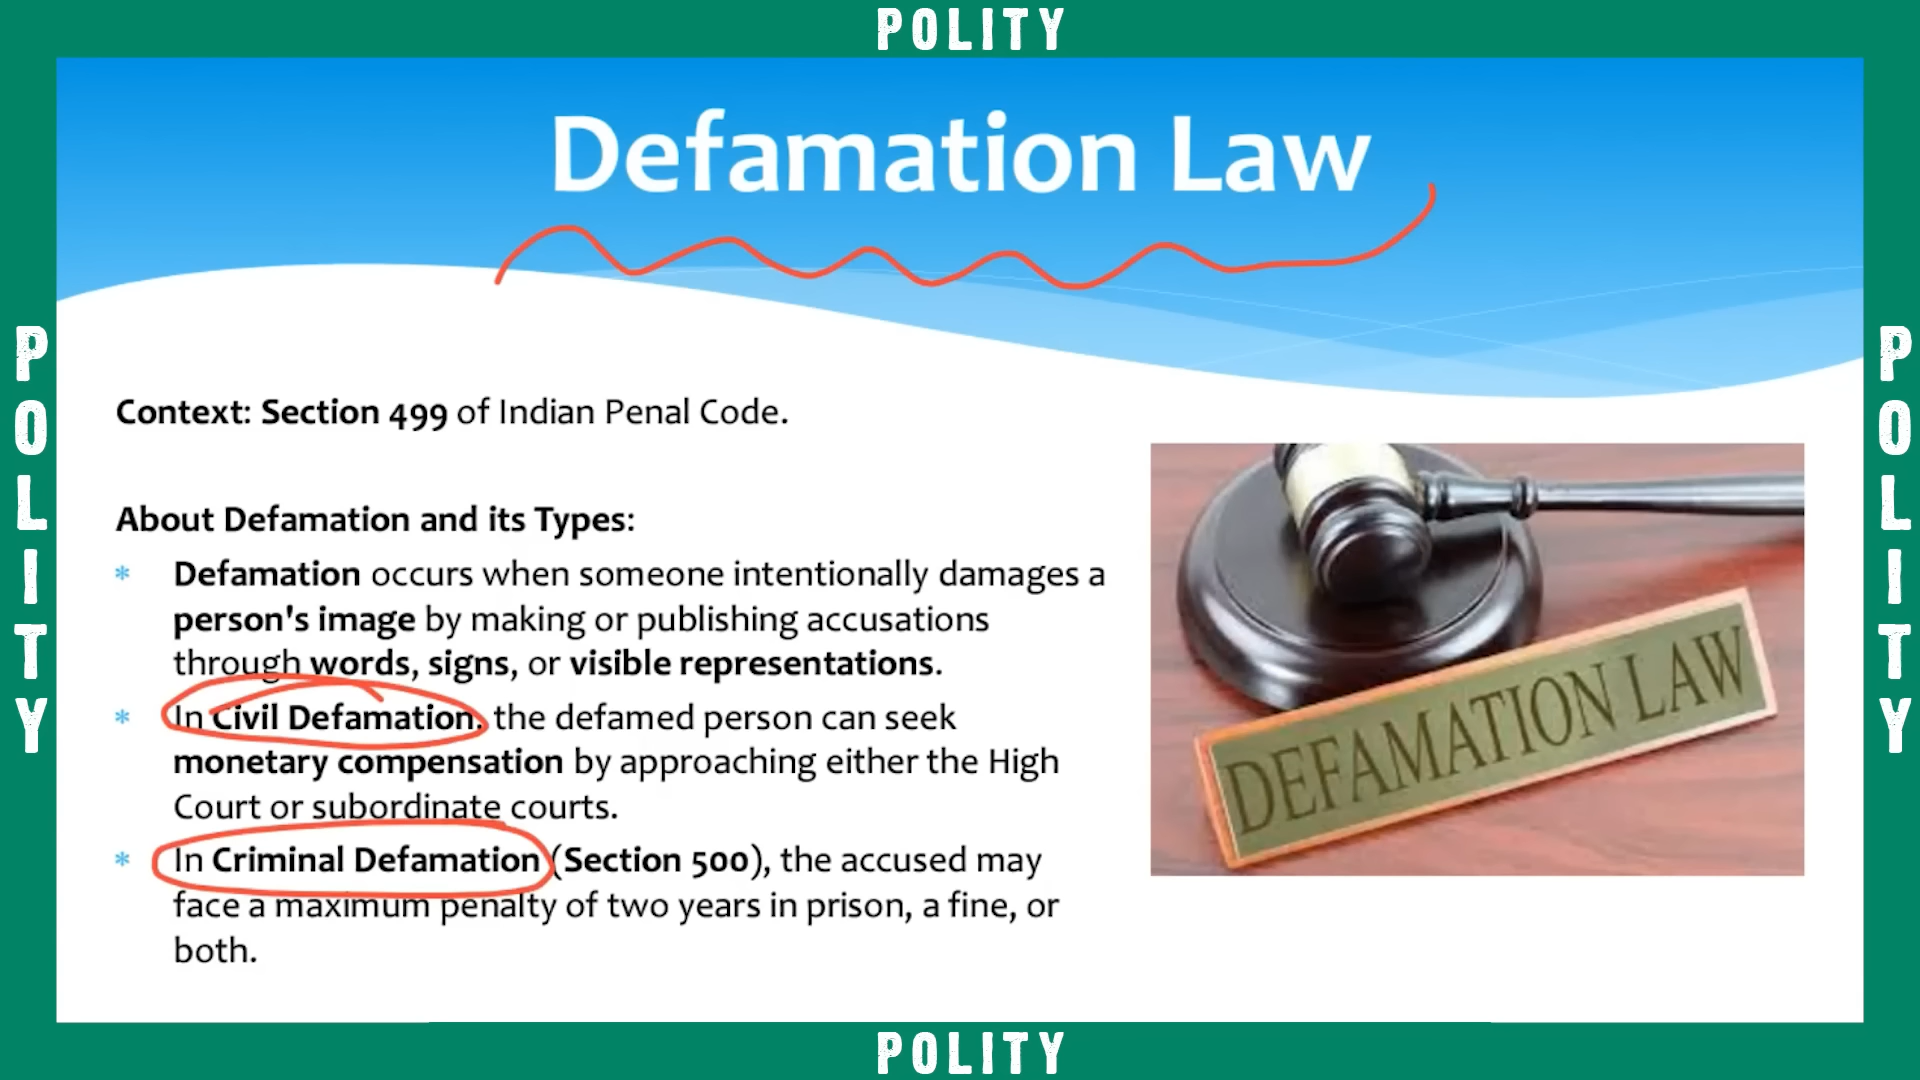 POLITY
Defamation Law
Context: Section 499 of Indian Penal Code.
About Defamation and its Types:
* Defamation occurs when someone intentionally damages a
person's image by making or publishing accusations
through words, signs, or visible representations.
* In Civil Defamation, the defamed person can seek
monetary compensation by approaching either the High
Court or subordinate courts.
* In Criminal Defamation (Section 500), the accused may
face a maximum penalty of two years in prison, a fine, or
both.
DEFAMATION LAW
POLITY
POLITY
POLITY